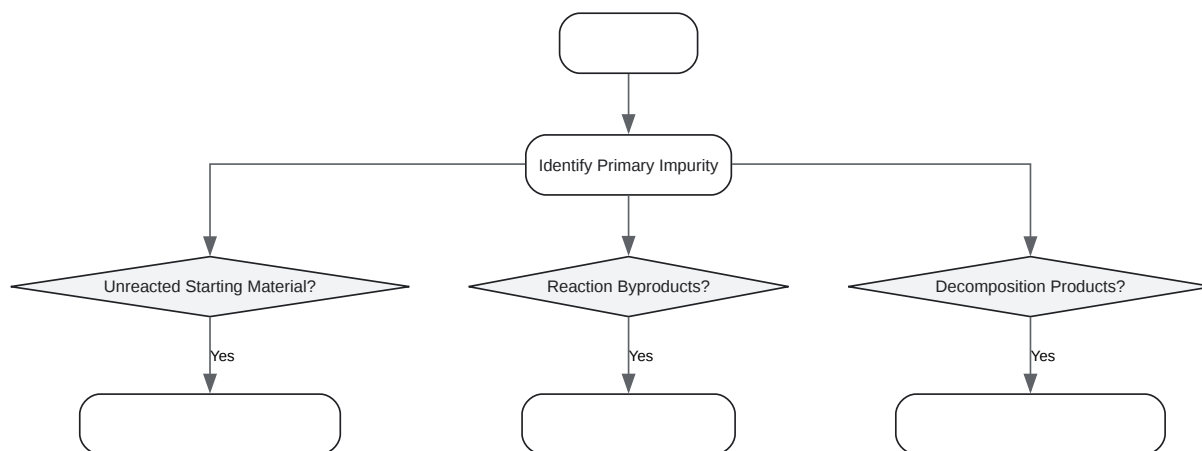 Identify Primary Impurity
Unreacted Starting Material?
Reaction Byproducts?
Decomposition Products?
Yes
Yes
Yes